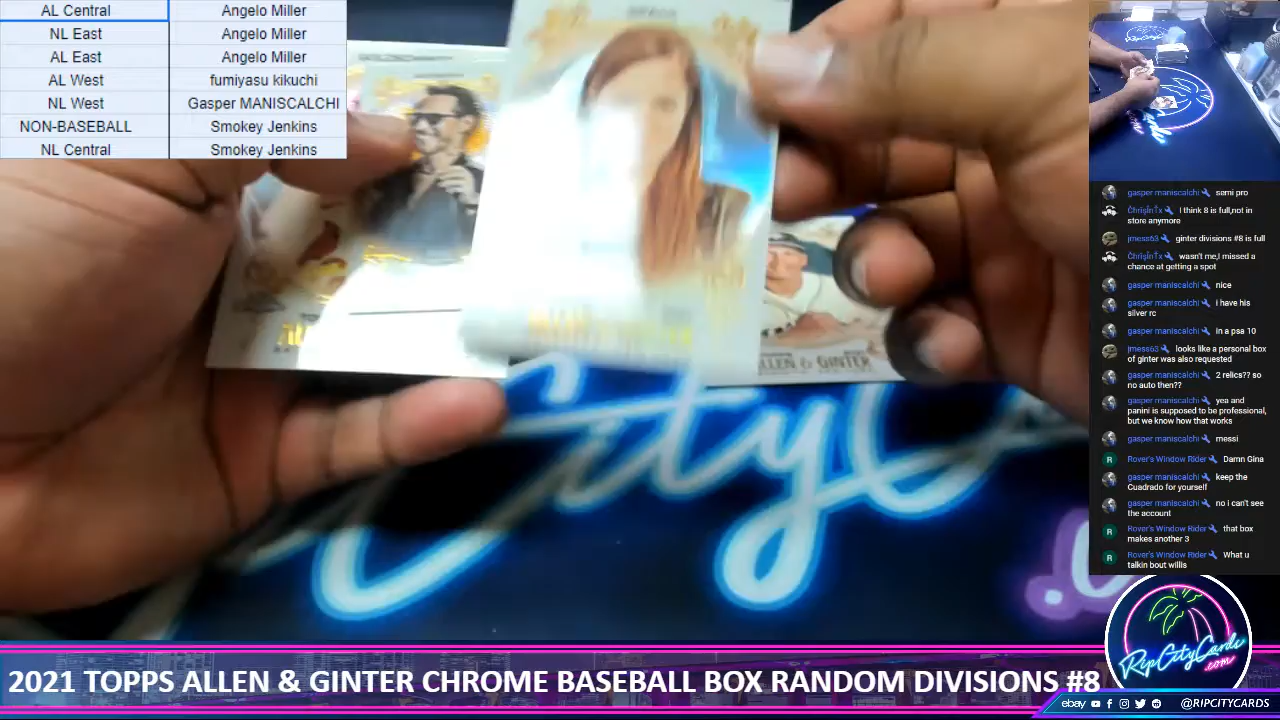 AL Central Angelo Miller
NL East Angelo Miller
AL East Angelo Miller
AL West fumiyasu kikuchi
NL West Gasper MANISCALCHI
NON-BASEBALL Smokey Jenkins
NL Central Smokey Jenkins
gasper maniscalchi semi pro
ChrisInTx I think 8 is full,not in
store anymore
jmess63 ginter divisions #8 is full
ChrisInTx wasn't me,I missed a
chance at getting a spot
gasper maniscalchi nice
gasper maniscalchi i have his
silver rc
gasper maniscalchi in a psa 10
jmess63 looks like a personal box
of ginter was also requested
gasper maniscalchi 2 relics?? so
no auto then??
gasper maniscalchi yea and
panini is supposed to be professional,
but we know how that works
gasper maniscalchi messi
R Rover's Window Rider Damn Gina
gasper maniscalchi keep the
Cuadrado for yourself
gasper maniscalchi no i can't see
the account
R Rover's Window Rider that box
makes another 3
R Rover's Window Rider What u
talkin bout willis
ALLEN & GINTER
City
RipCityCards
.com
2021 TOPPS ALLEN & GINTER CHROME BASEBALL BOX RANDOM DIVISIONS #8
ebay @RIPCITYCARDS